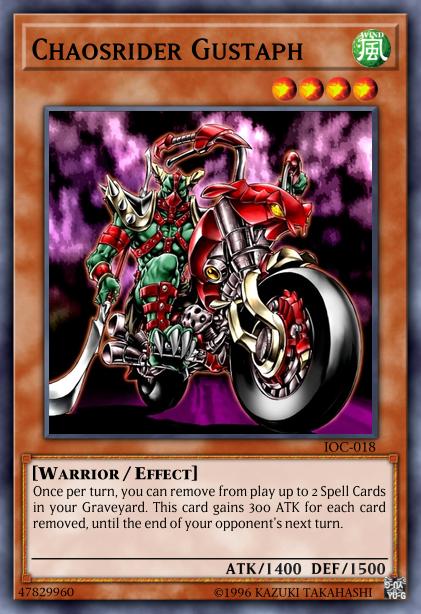 Chaosrider Gustaph
WIND
風
IOC-018
[Warrior / Effect]
Once per turn, you can remove from play up to 2 Spell Cards
in your Graveyard. This card gains 300 ATK for each card
removed, until the end of your opponent's next turn.
ATK/1400 DEF/1500
47829960
©1996 KAZUKI TAKAHASHI